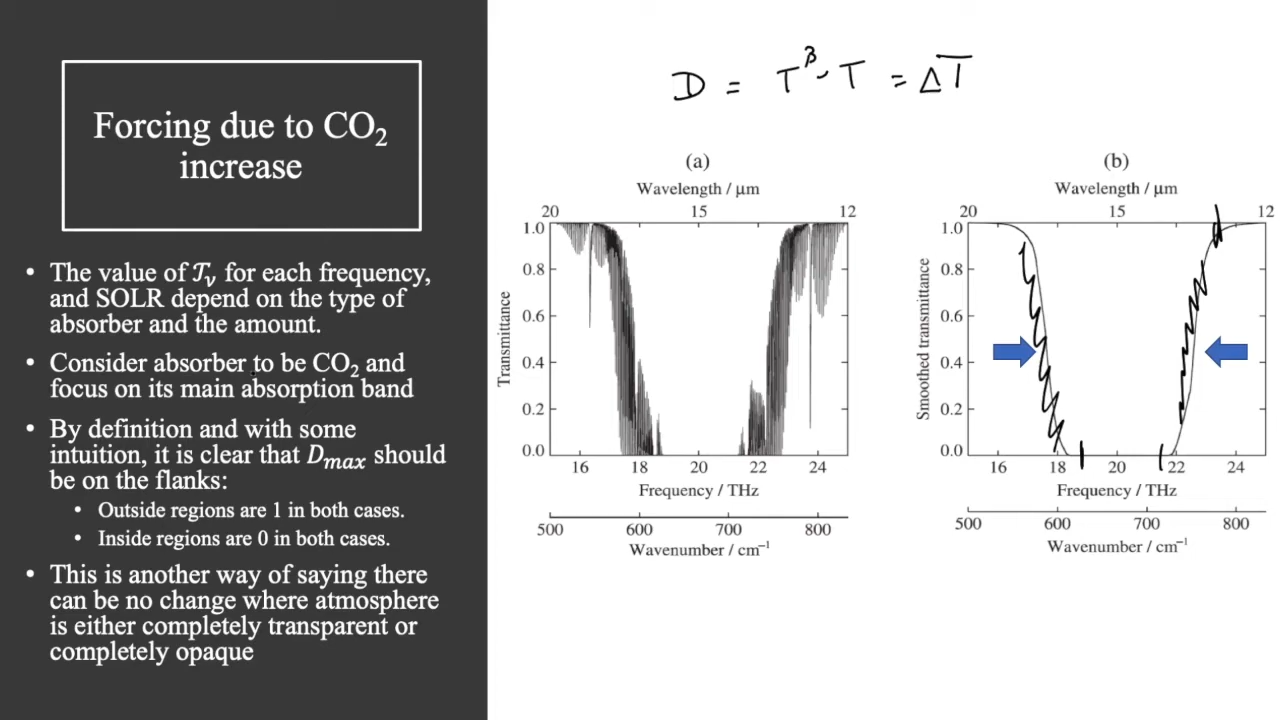 Forcing due to CO₂
increase
• The value of 𝒯ᵥ for each frequency,
and SOLR depend on the type of
absorber and the amount.
• Consider absorber to be CO₂ and
focus on its main absorption band
• By definition and with some
intuition, it is clear that Dmax should
be on the flanks:
• Outside regions are 1 in both cases.
• Inside regions are 0 in both cases.
• This is another way of saying there
can be no change where atmosphere
is either completely transparent or
completely opaque
D = T^β - T = ΔT
(a)
Wavelength / μm
20 15 12
Transmittance
1.0
0.8
0.6
0.4
0.2
0.0
16 18 20 22 24
Frequency / THz
500 600 700 800
Wavenumber / cm⁻¹
(b)
Wavelength / μm
20 15 12
Smoothed transmittance
1.0
0.8
0.6
0.4
0.2
0.0
16 18 20 22 24
Frequency / THz
500 600 700 800
Wavenumber / cm⁻¹